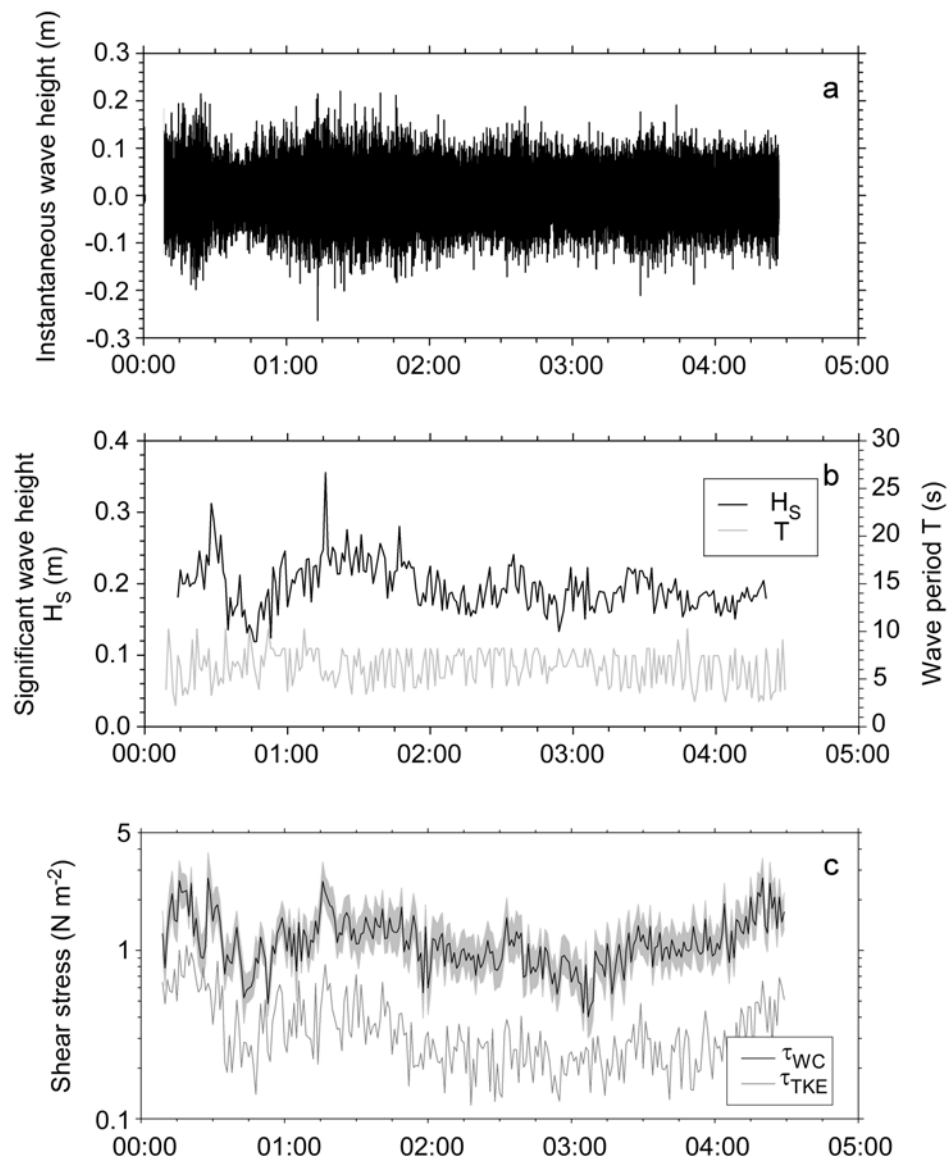 Instantaneous wave height (m)
0.3
0.2
0.1
0.0
-0.1
-0.2
-0.3
a
00:00 01:00 02:00 03:00 04:00 05:00
Significant wave height
H_S (m)
0.4
0.3
0.2
0.1
0.0
b
H_S
T
30
25
20
15
10
5
0
Wave period T (s)
00:00 01:00 02:00 03:00 04:00 05:00
Shear stress (N m⁻²)
5
1
0.1
c
τ_WC
τ_TKE
00:00 01:00 02:00 03:00 04:00 05:00